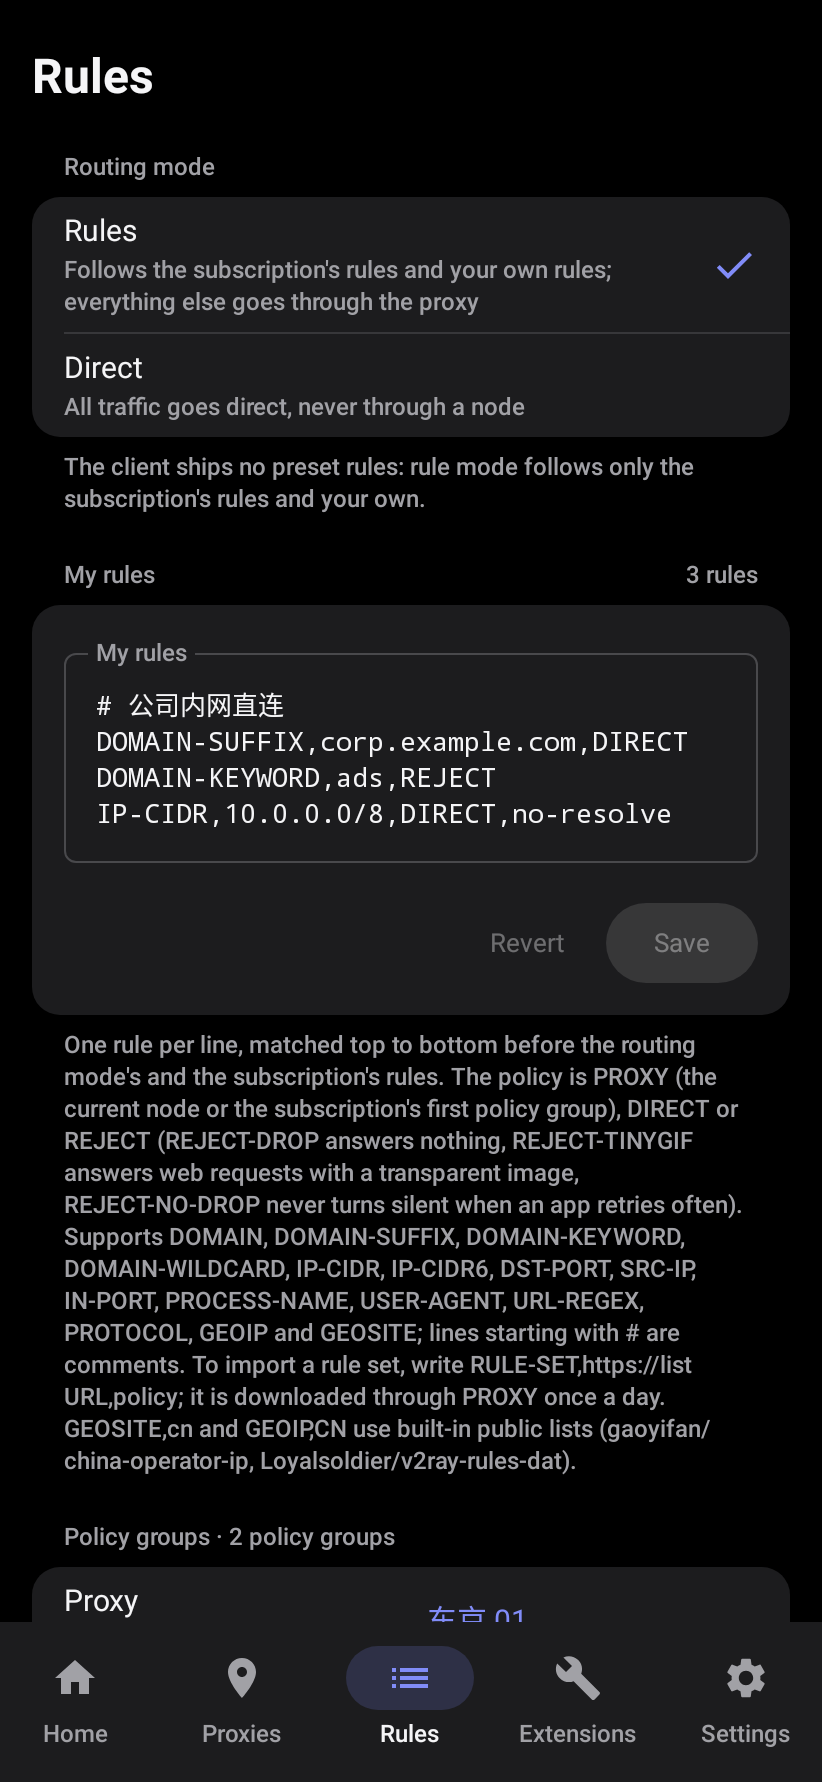 Rules
Routing mode
Rules
Follows the subscription's rules and your own rules;
everything else goes through the proxy
Direct
All traffic goes direct, never through a node
The client ships no preset rules: rule mode follows only the
subscription's rules and your own.
My rules
3 rules
My rules
# 公司内网直连
DOMAIN-SUFFIX,corp.example.com,DIRECT
DOMAIN-KEYWORD,ads,REJECT
IP-CIDR,10.0.0.0/8,DIRECT,no-resolve
Revert
Save
One rule per line, matched top to bottom before the routing
mode's and the subscription's rules. The policy is PROXY (the
current node or the subscription's first policy group), DIRECT or
REJECT (REJECT-DROP answers nothing, REJECT-TINYGIF
answers web requests with a transparent image,
REJECT-NO-DROP never turns silent when an app retries often).
Supports DOMAIN, DOMAIN-SUFFIX, DOMAIN-KEYWORD,
DOMAIN-WILDCARD, IP-CIDR, IP-CIDR6, DST-PORT, SRC-IP,
IN-PORT, PROCESS-NAME, USER-AGENT, URL-REGEX,
PROTOCOL, GEOIP and GEOSITE; lines starting with # are
comments. To import a rule set, write RULE-SET,https://list
URL,policy; it is downloaded through PROXY once a day.
GEOSITE,cn and GEOIP,CN use built-in public lists (gaoyifan/
china-operator-ip, Loyalsoldier/v2ray-rules-dat).
Policy groups · 2 policy groups
Proxy
东京 01
Home
Proxies
Rules
Extensions
Settings